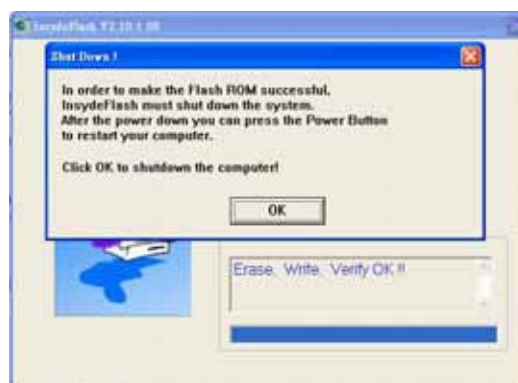 InsydeFlash V2.10.1.00
Shut Down !
In order to make the Flash ROM successful,
InsydeFlash must shut down the system.
After the power down you can press the Power Button
to restart your computer.
Click OK to shutdown the computer!
OK
Erase, Write, Verify OK !!